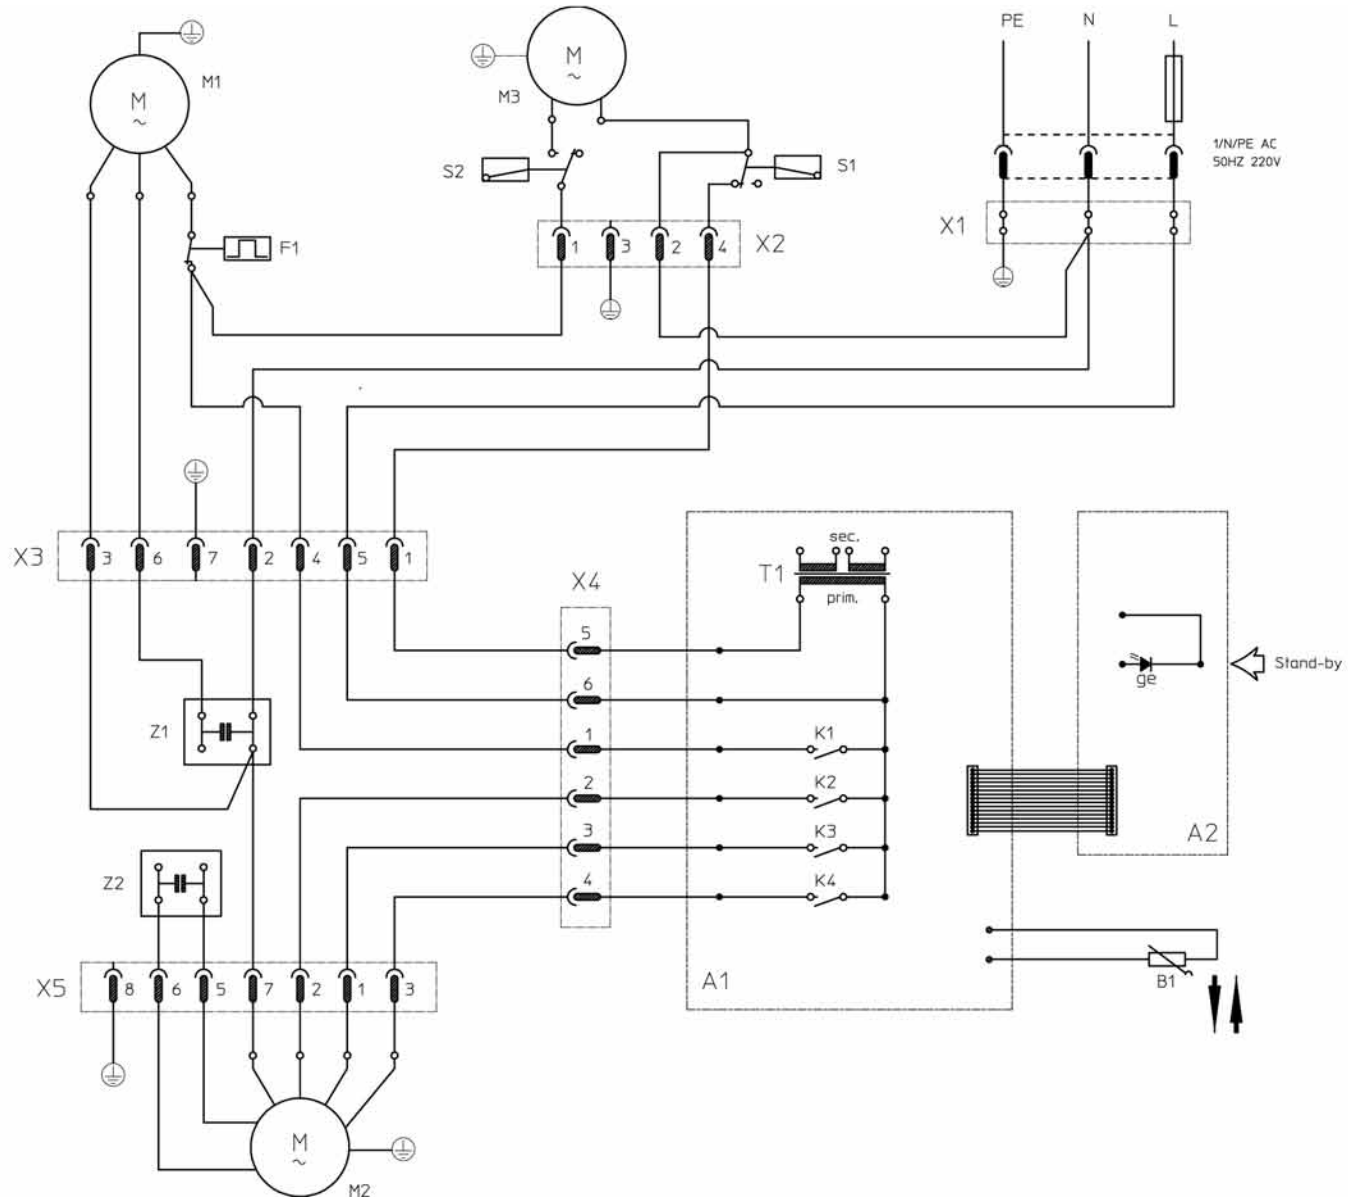 PE N L
M
~
M1
M
~
M3
1/N/PE AC
50HZ 220V
S2
S1
F1
X1
X2
1 3 2 4
X3
3 6 7 2 4 5 1
X4
5
6
1
2
3
4
T1
sec.
prim.
ge
Stand-by
Z1
K1
K2
K3
K4
A2
Z2
A1
B1
X5
8 6 5 7 2 1 3
M
~
M2